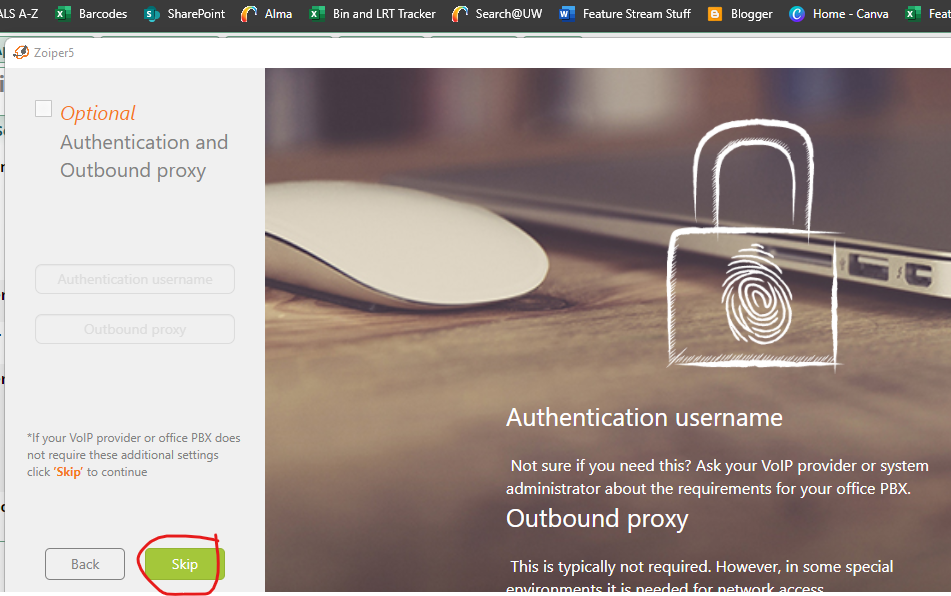 ALS A-Z Barcodes SharePoint Alma Bin and LRT Tracker Search@UW Feature Stream Stuff Blogger Home - Canva Feat
Zoiper5
Optional
Authentication and
Outbound proxy
Authentication username
Outbound proxy
*If your VoIP provider or office PBX does
not require these additional settings
click 'Skip' to continue
Back Skip
Authentication username
Not sure if you need this? Ask your VoIP provider or system
administrator about the requirements for your office PBX.
Outbound proxy
This is typically not required. However, in some special
environments it is needed for network access